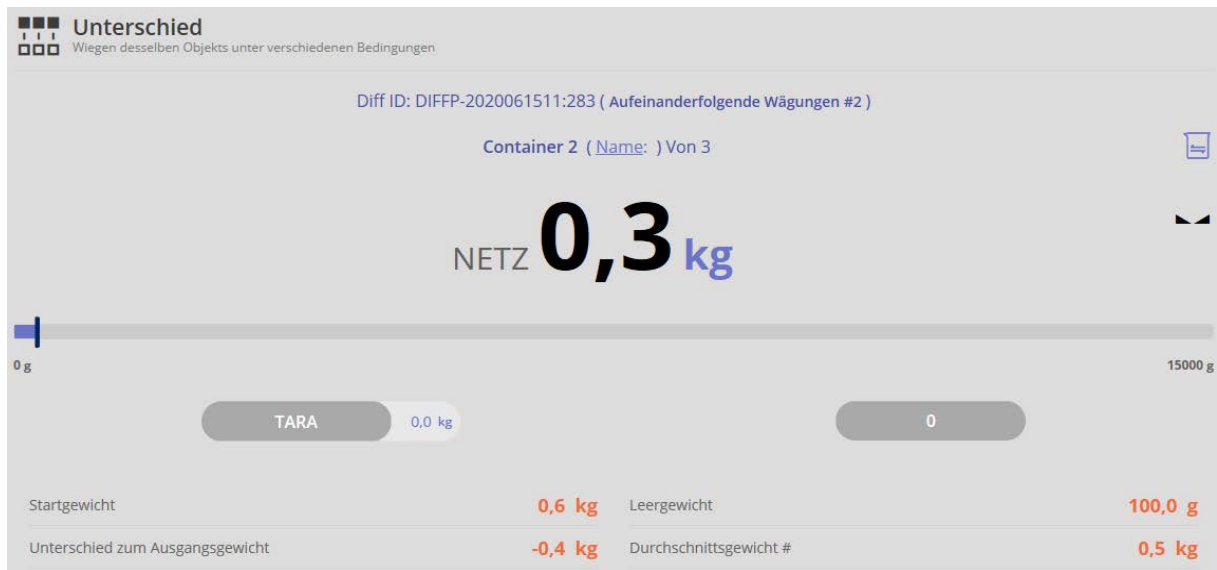 Unterschied
Wiegen desselben Objekts unter verschiedenen Bedingungen
Diff ID: DIFFP-2020061511:283 ( Aufeinanderfolgende Wägungen #2 )
Container 2 ( Name: ) Von 3
NETZ 0,3 kg
0 g 15000 g
TARA 0,0 kg 0
Startgewicht 0,6 kg Leergewicht 100,0 g
Unterschied zum Ausgangsgewicht -0,4 kg Durchschnittsgewicht # 0,5 kg